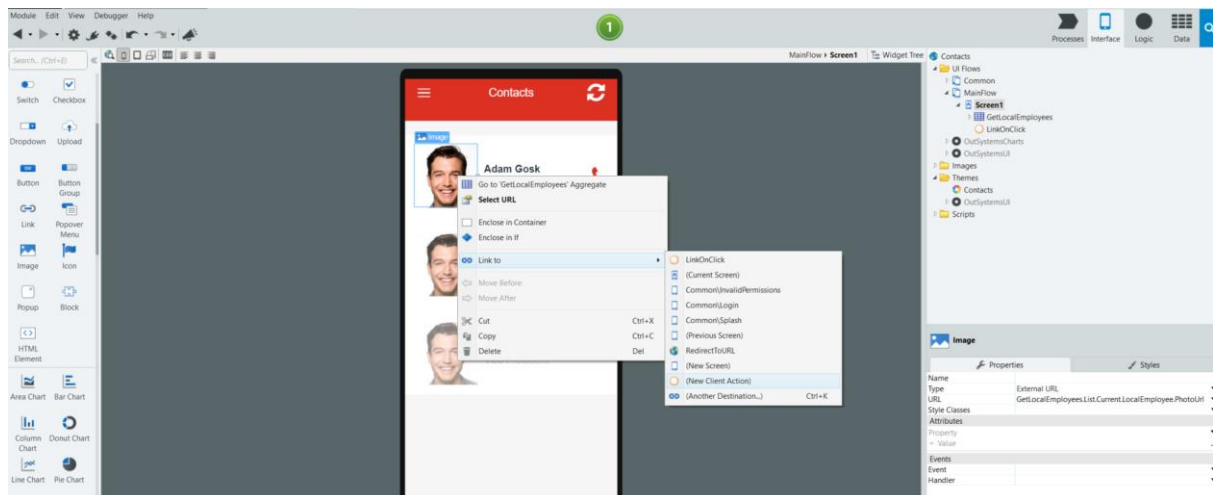 Module Edit View Debugger Help
1
Processes Interface Logic Data
Search... (Ctrl+E)
Switch Checkbox
Dropdown Upload
Button Button Group
Link Popover Menu
Image Icon
Popup Block
HTML Element
Area Chart Bar Chart
Column Chart Donut Chart
Line Chart Pie Chart
MainFlow Screen1 Widget Tree
Contacts
Image
Adam Gosk
Go to 'GetLocalEmployees' Aggregate
Select URL
Enclose in Container
Enclose in If
Link to
Move Before
Move After
Cut Ctrl+X
Copy Ctrl+C
Delete Del
LinkOnClick
(Current Screen)
Common\InvalidPermissions
Common\Login
Common\Splash
(Previous Screen)
RedirectToURL
(New Screen)
(New Client Action)
(Another Destination...) Ctrl+K
Contacts
UI Flows
Common
MainFlow
Screen1
GetLocalEmployees
LinkOnClick
OutSystemsCharts
OutSystemsUI
Images
Themes
Contacts
OutSystemsUI
Scripts
Image
Properties Styles
Name
Type External URL
URL GetLocalEmployees.List.Current.LocalEmployee.PhotoUrl
Style Classes
Attributes
Property
= Value
Events
Event
Handler